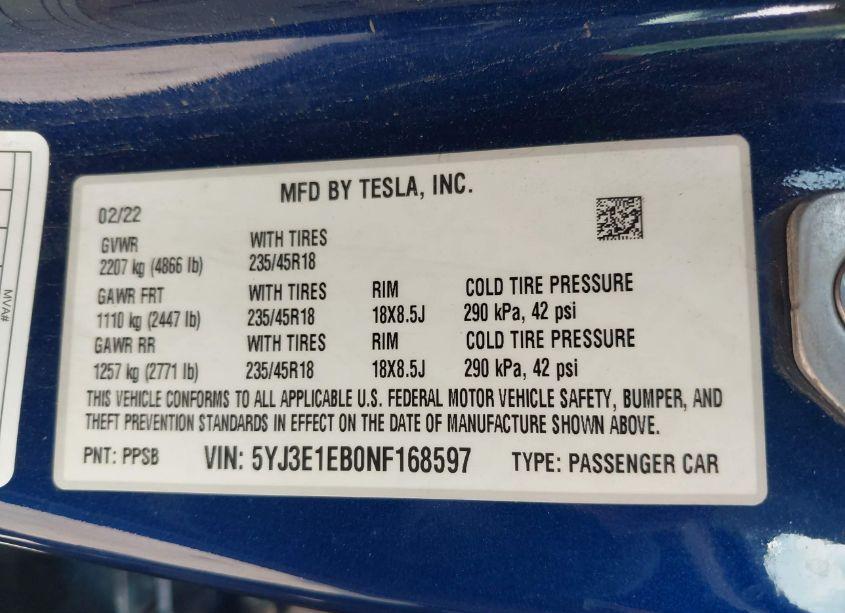 MFD BY TESLA, INC.
02/22
GVWR WITH TIRES
2207 kg (4866 lb) 235/45R18
GAWR FRT WITH TIRES RIM COLD TIRE PRESSURE
1110 kg (2447 lb) 235/45R18 18X8.5J 290 kPa, 42 psi
GAWR RR WITH TIRES RIM COLD TIRE PRESSURE
1257 kg (2771 lb) 235/45R18 18X8.5J 290 kPa, 42 psi
THIS VEHICLE CONFORMS TO ALL APPLICABLE U.S. FEDERAL MOTOR VEHICLE SAFETY, BUMPER, AND
THEFT PREVENTION STANDARDS IN EFFECT ON THE DATE OF MANUFACTURE SHOWN ABOVE.
PNT: PPSB VIN: 5YJ3E1EB0NF168597 TYPE: PASSENGER CAR
MVA#